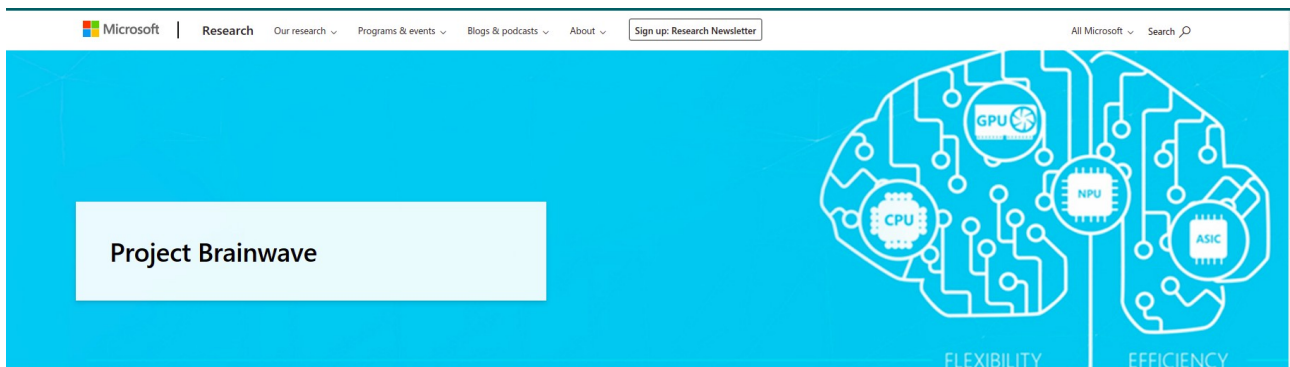 Microsoft Research Our research Programs & events Blogs & podcasts About Sign up: Research Newsletter All Microsoft Search
GPU
NPU
CPU
ASIC
Project Brainwave
FLEXIBILITY EFFICIENCY